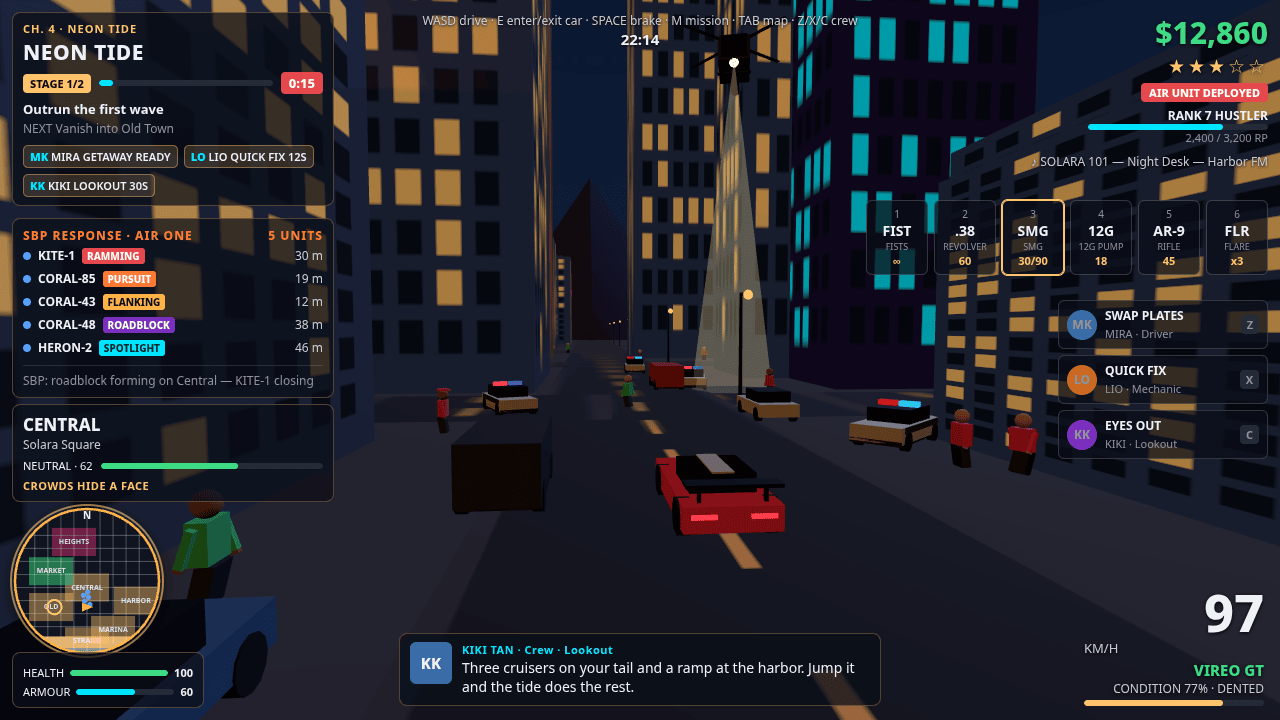 WASD drive · E enter/exit car · SPACE brake · M mission · TAB map · Z/X/C crew
22:14
CH. 4 · NEON TIDE
NEON TIDE
STAGE 1/2
0:15
Outrun the first wave
NEXT Vanish into Old Town
MK MIRA GETAWAY READY
LO LIO QUICK FIX 12S
KK KIKI LOOKOUT 30S
SBP RESPONSE · AIR ONE 5 UNITS
KITE-1 RAMMING 30 m
CORAL-85 PURSUIT 19 m
CORAL-43 FLANKING 12 m
CORAL-48 ROADBLOCK 38 m
HERON-2 SPOTLIGHT 46 m
SBP: roadblock forming on Central — KITE-1 closing
CENTRAL
Solara Square
NEUTRAL · 62
CROWDS HIDE A FACE
N
HEIGHTS
MARKET
CENTRAL
OLD
HARBOR
MARINA
HEALTH 100
ARMOUR 60
$12,860
★★★☆☆
AIR UNIT DEPLOYED
RANK 7 HUSTLER
2,400 / 3,200 RP
♪ SOLARA 101 — Night Desk — Harbor FM
1
FIST
FISTS
∞
2
.38
REVOLVER
60
3
SMG
SMG
30/90
4
12G
12G PUMP
18
5
AR-9
RIFLE
45
6
FLR
FLARE
x3
MK
SWAP PLATES
MIRA · Driver
Z
LO
QUICK FIX
LIO · Mechanic
X
KK
EYES OUT
KIKI · Lookout
C
KK
KIKI TAN · Crew · Lookout
Three cruisers on your tail and a ramp at the harbor. Jump it
and the tide does the rest.
97
KM/H
VIREO GT
CONDITION 77% · DENTED